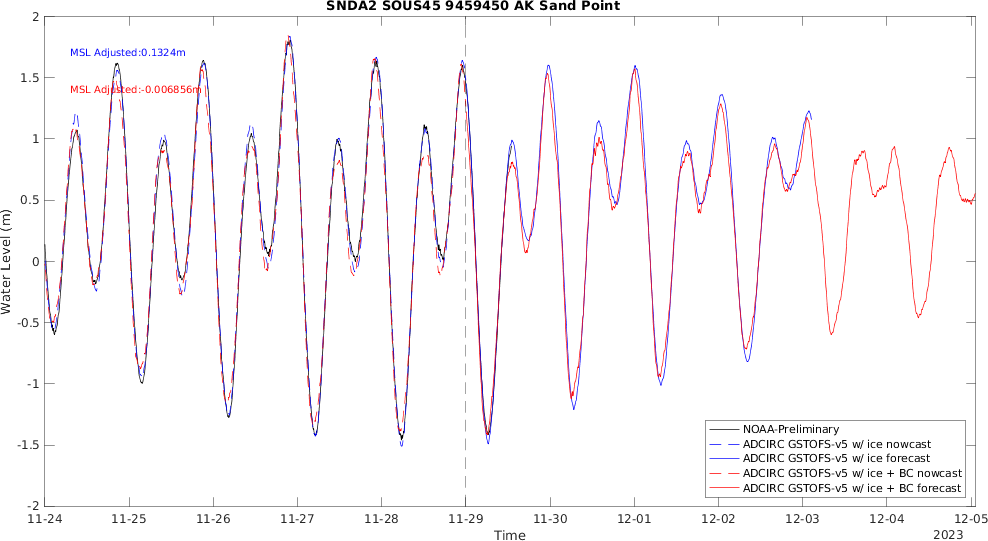 SNDA2 SOUS45 9459450 AK Sand Point
MSL Adjusted:0.1324m
MSL Adjusted:-0.006856m
Water Level (m)
2
1.5
1
0.5
0
-0.5
-1
-1.5
-2
NOAA-Preliminary
ADCIRC GSTOFS-v5 w/ ice nowcast
ADCIRC GSTOFS-v5 w/ ice forecast
ADCIRC GSTOFS-v5 w/ ice + BC nowcast
ADCIRC GSTOFS-v5 w/ ice + BC forecast
11-24 11-25 11-26 11-27 11-28 11-29 11-30 12-01 12-02 12-03 12-04 12-05
Time
2023